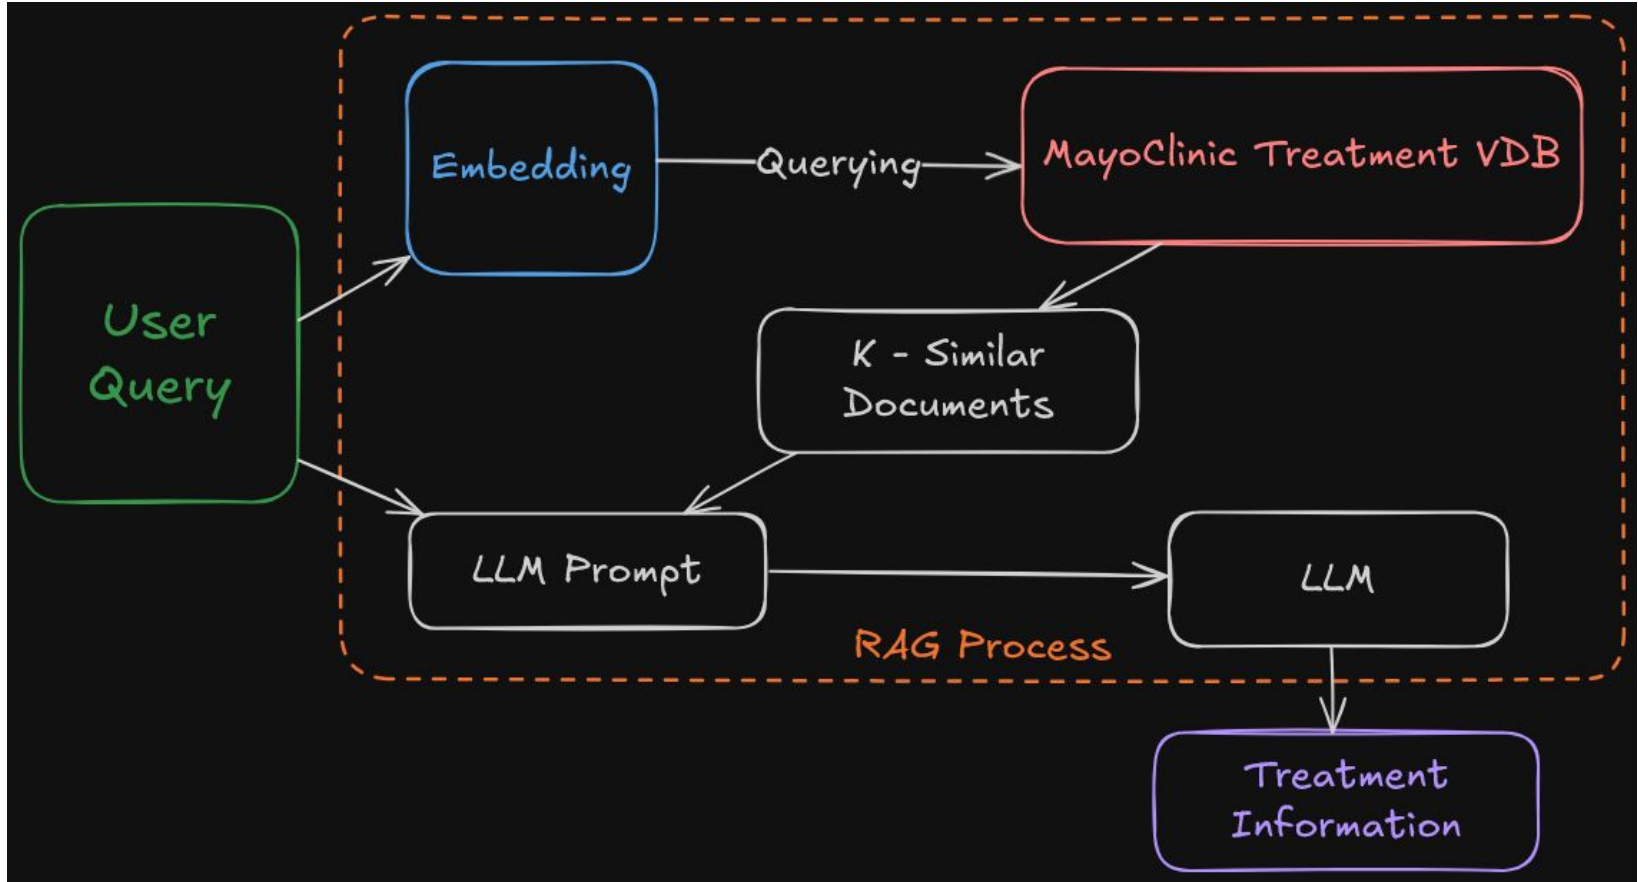 Embedding
Querying
MayoClinic Treatment VDB
User
Query
K - Similar
Documents
LLM Prompt
LLM
RAG Process
Treatment
Information